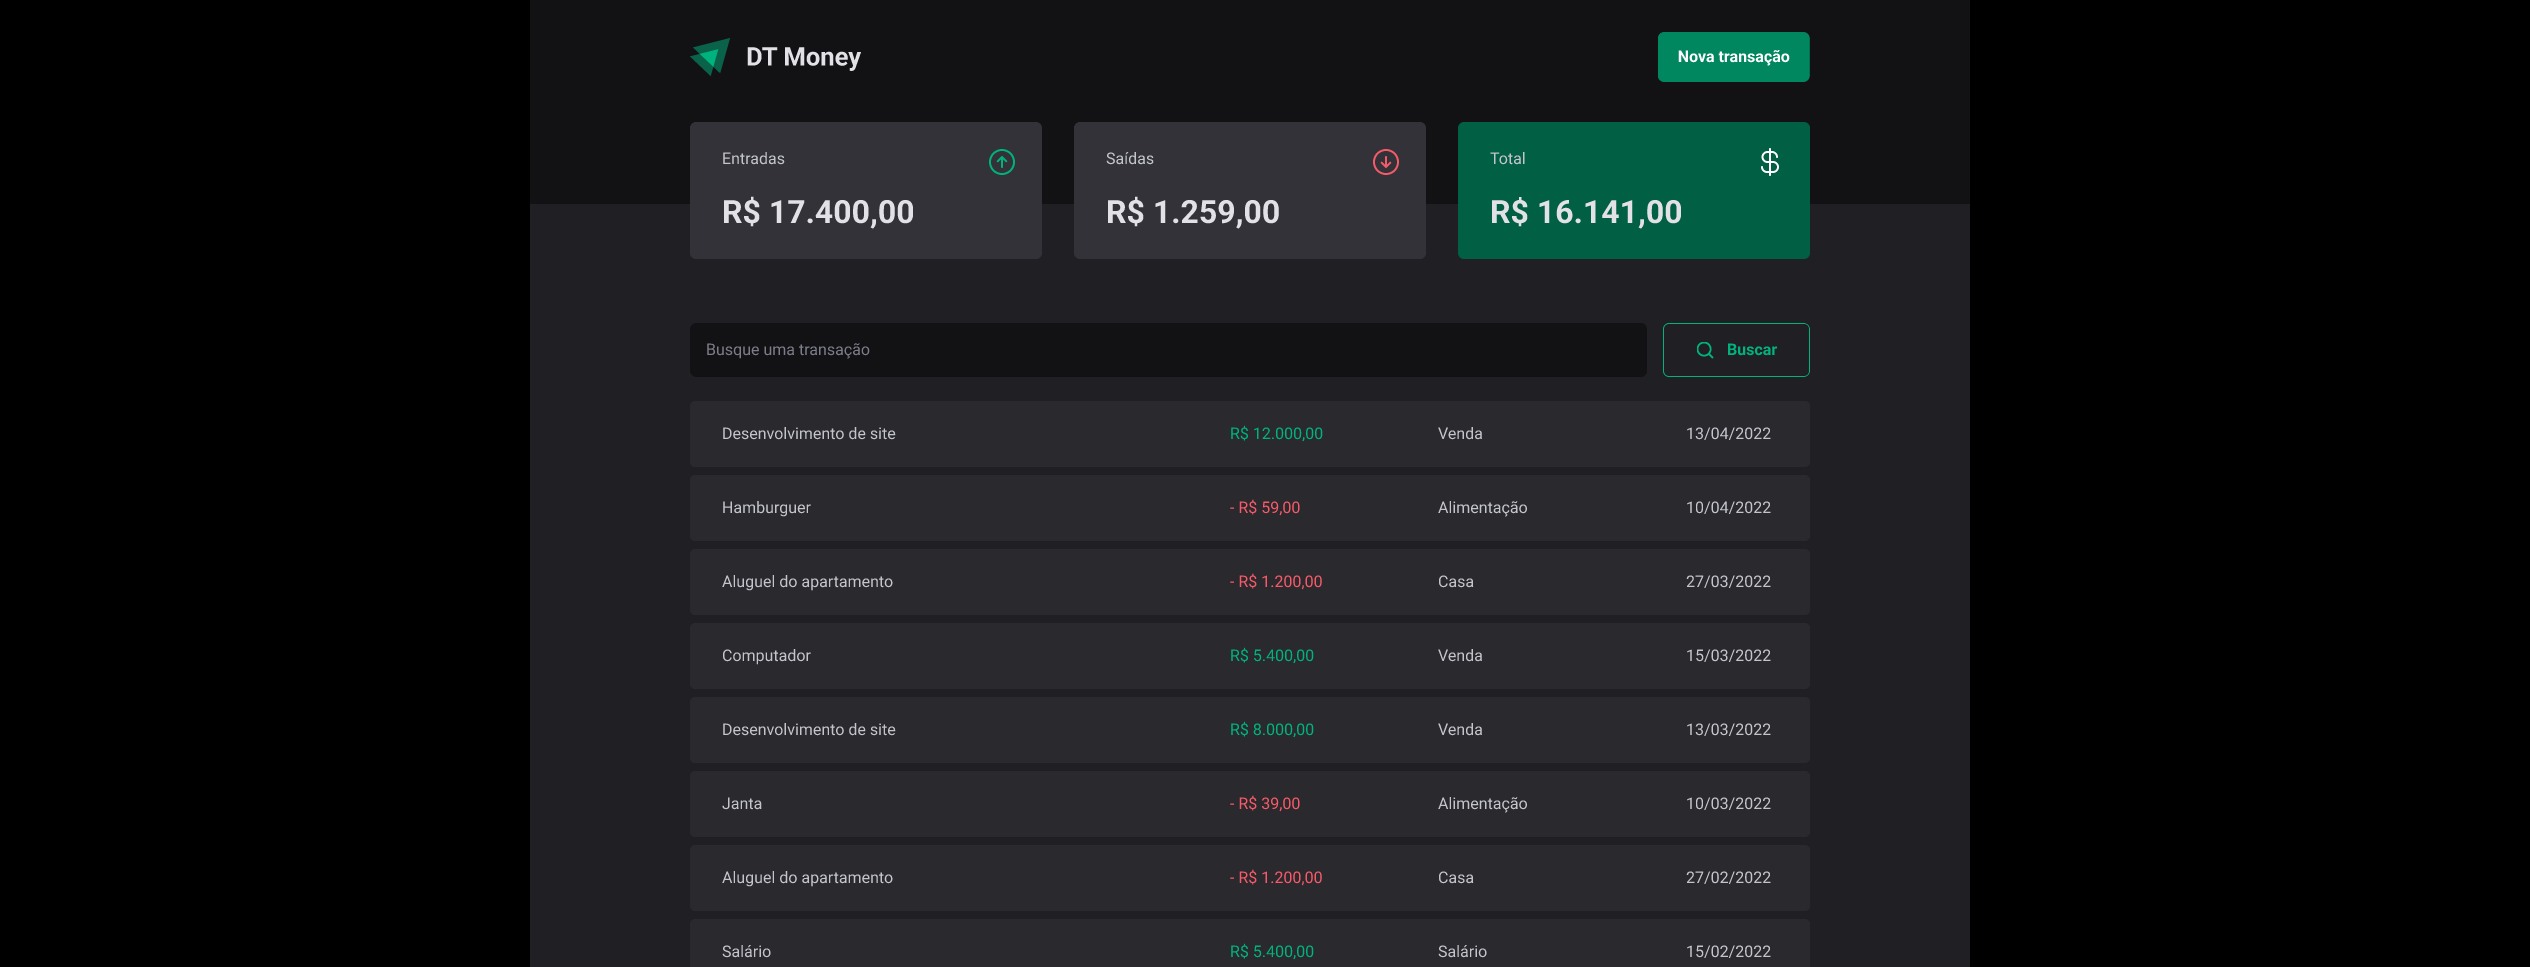 DT Money
Nova transação
Entradas
R$ 17.400,00
Saídas
R$ 1.259,00
Total
$
R$ 16.141,00
Busque uma transação
Buscar
Desenvolvimento de site R$ 12.000,00 Venda 13/04/2022
Hamburguer - R$ 59,00 Alimentação 10/04/2022
Aluguel do apartamento - R$ 1.200,00 Casa 27/03/2022
Computador R$ 5.400,00 Venda 15/03/2022
Desenvolvimento de site R$ 8.000,00 Venda 13/03/2022
Janta - R$ 39,00 Alimentação 10/03/2022
Aluguel do apartamento - R$ 1.200,00 Casa 27/02/2022
Salário R$ 5.400,00 Salário 15/02/2022